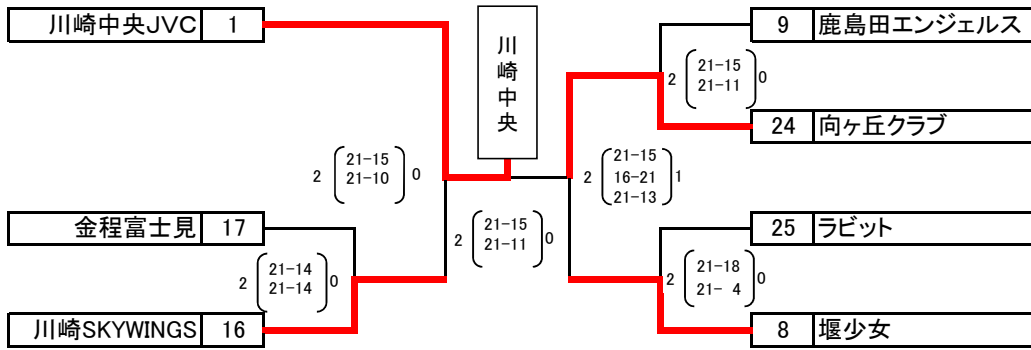 川崎中央JVC 1
川崎中央
9 鹿島田エンジェルス
2 21-15 0
21-11
24 向ヶ丘クラブ
2 21-15 0
21-10
2 21-15 1
16-21
21-13
金程富士見 17
2 21-15 0
21-11
25 ラビット
2 21-14 0
21-14
2 21-18 0
21- 4
川崎SKYWINGS 16
8 堰少女